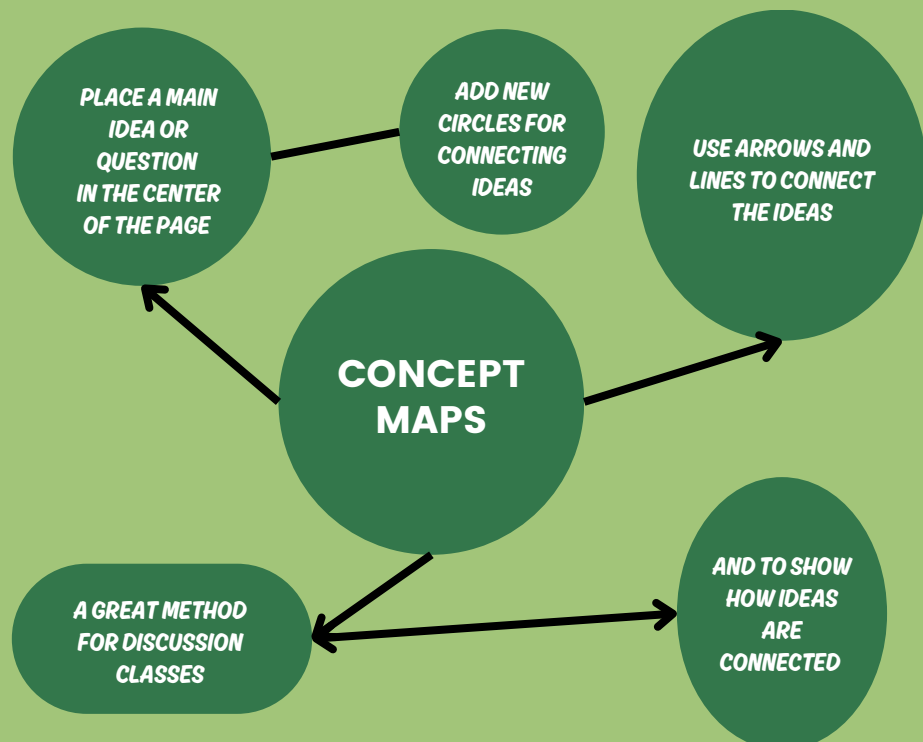 PLACE A MAIN
IDEA OR
QUESTION
IN THE CENTER
OF THE PAGE
ADD NEW
CIRCLES FOR
CONNECTING
IDEAS
USE ARROWS AND
LINES TO CONNECT
THE IDEAS
CONCEPT
MAPS
A GREAT METHOD
FOR DISCUSSION
CLASSES
AND TO SHOW
HOW IDEAS
ARE
CONNECTED